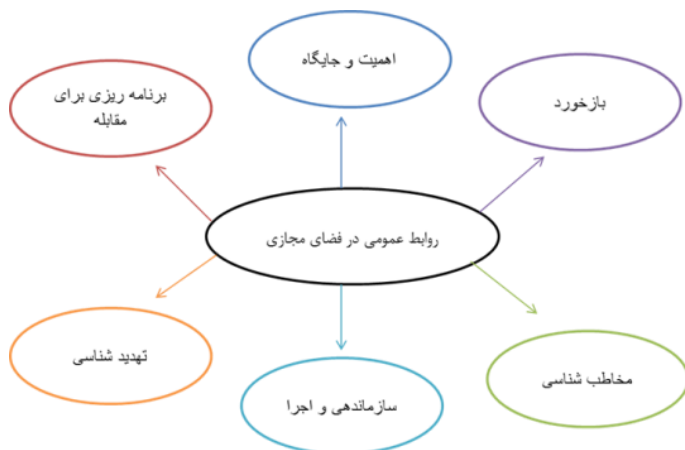 اهمیت و جایگاه
بازخورد
برنامه ریزی برای
مقابله
روابط عمومی در فضای مجازی
تهدید شناسی
مخاطب شناسی
سازماندهی و اجرا